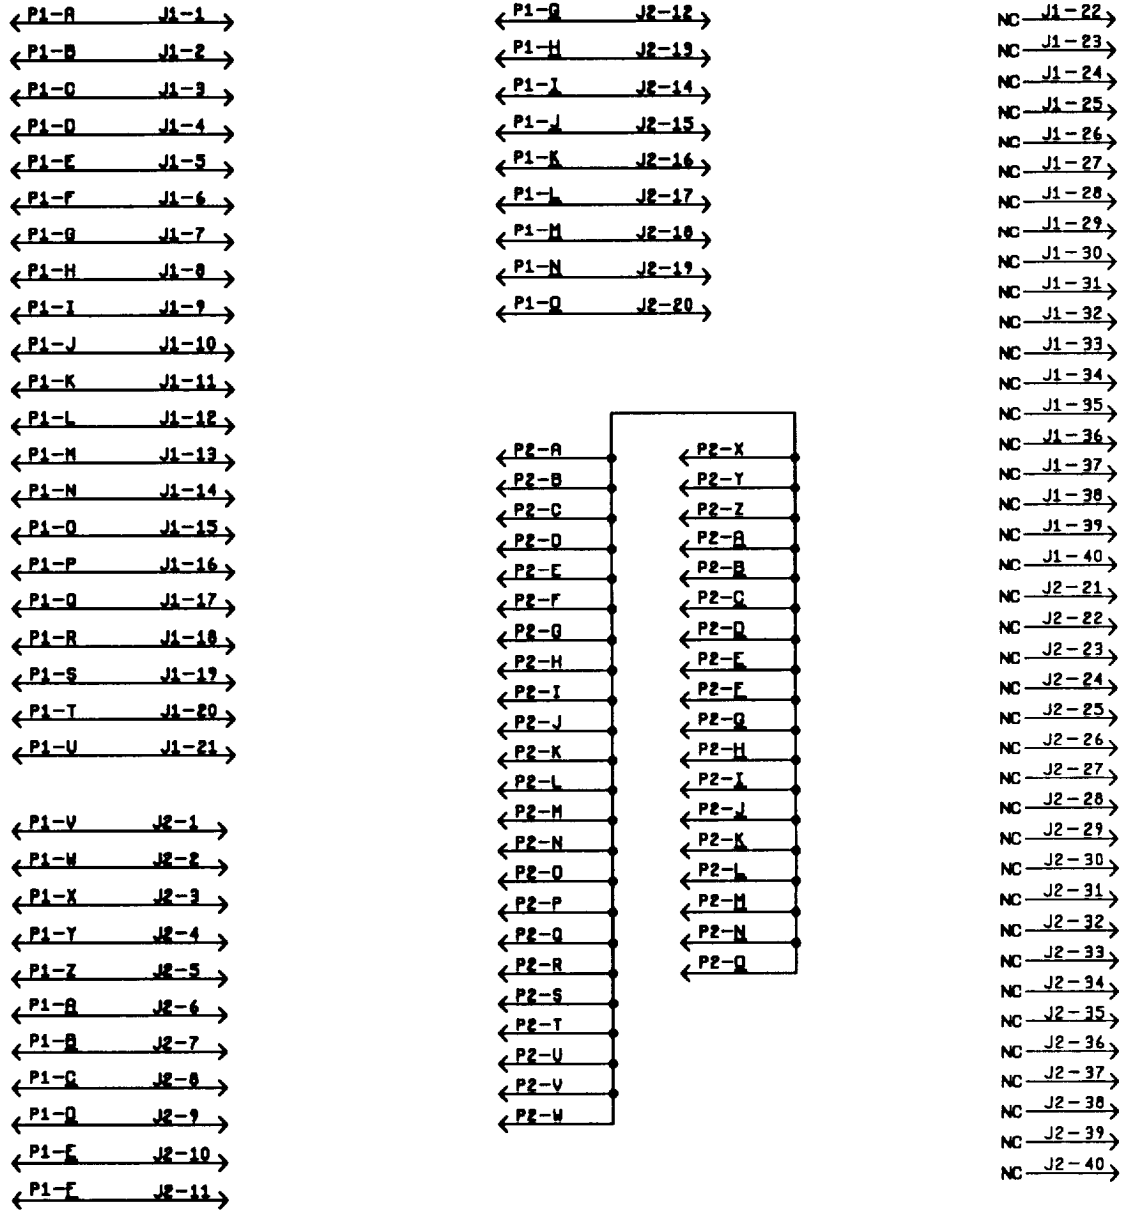 P1-A J1-1
P1-B J1-2
P1-C J1-3
P1-D J1-4
P1-E J1-5
P1-F J1-6
P1-G J1-7
P1-H J1-8
P1-I J1-9
P1-J J1-10
P1-K J1-11
P1-L J1-12
P1-M J1-13
P1-N J1-14
P1-O J1-15
P1-P J1-16
P1-Q J1-17
P1-R J1-18
P1-S J1-19
P1-T J1-20
P1-U J1-21
P1-V J2-1
P1-W J2-2
P1-X J2-3
P1-Y J2-4
P1-Z J2-5
P1-A J2-6
P1-B J2-7
P1-C J2-8
P1-D J2-9
P1-E J2-10
P1-F J2-11
P1-G J2-12
P1-H J2-13
P1-I J2-14
P1-J J2-15
P1-K J2-16
P1-L J2-17
P1-M J2-18
P1-N J2-19
P1-O J2-20
P2-A
P2-B
P2-C
P2-D
P2-E
P2-F
P2-G
P2-H
P2-I
P2-J
P2-K
P2-L
P2-M
P2-N
P2-O
P2-P
P2-Q
P2-R
P2-S
P2-T
P2-U
P2-V
P2-W
P2-X
P2-Y
P2-Z
P2-A
P2-B
P2-C
P2-D
P2-E
P2-F
P2-G
P2-H
P2-I
P2-J
P2-K
P2-L
P2-M
P2-N
P2-O
NC J1-22
NC J1-23
NC J1-24
NC J1-25
NC J1-26
NC J1-27
NC J1-28
NC J1-29
NC J1-30
NC J1-31
NC J1-32
NC J1-33
NC J1-34
NC J1-35
NC J1-36
NC J1-37
NC J1-38
NC J1-39
NC J1-40
NC J2-21
NC J2-22
NC J2-23
NC J2-24
NC J2-25
NC J2-26
NC J2-27
NC J2-28
NC J2-29
NC J2-30
NC J2-31
NC J2-32
NC J2-33
NC J2-34
NC J2-35
NC J2-36
NC J2-37
NC J2-38
NC J2-39
NC J2-40